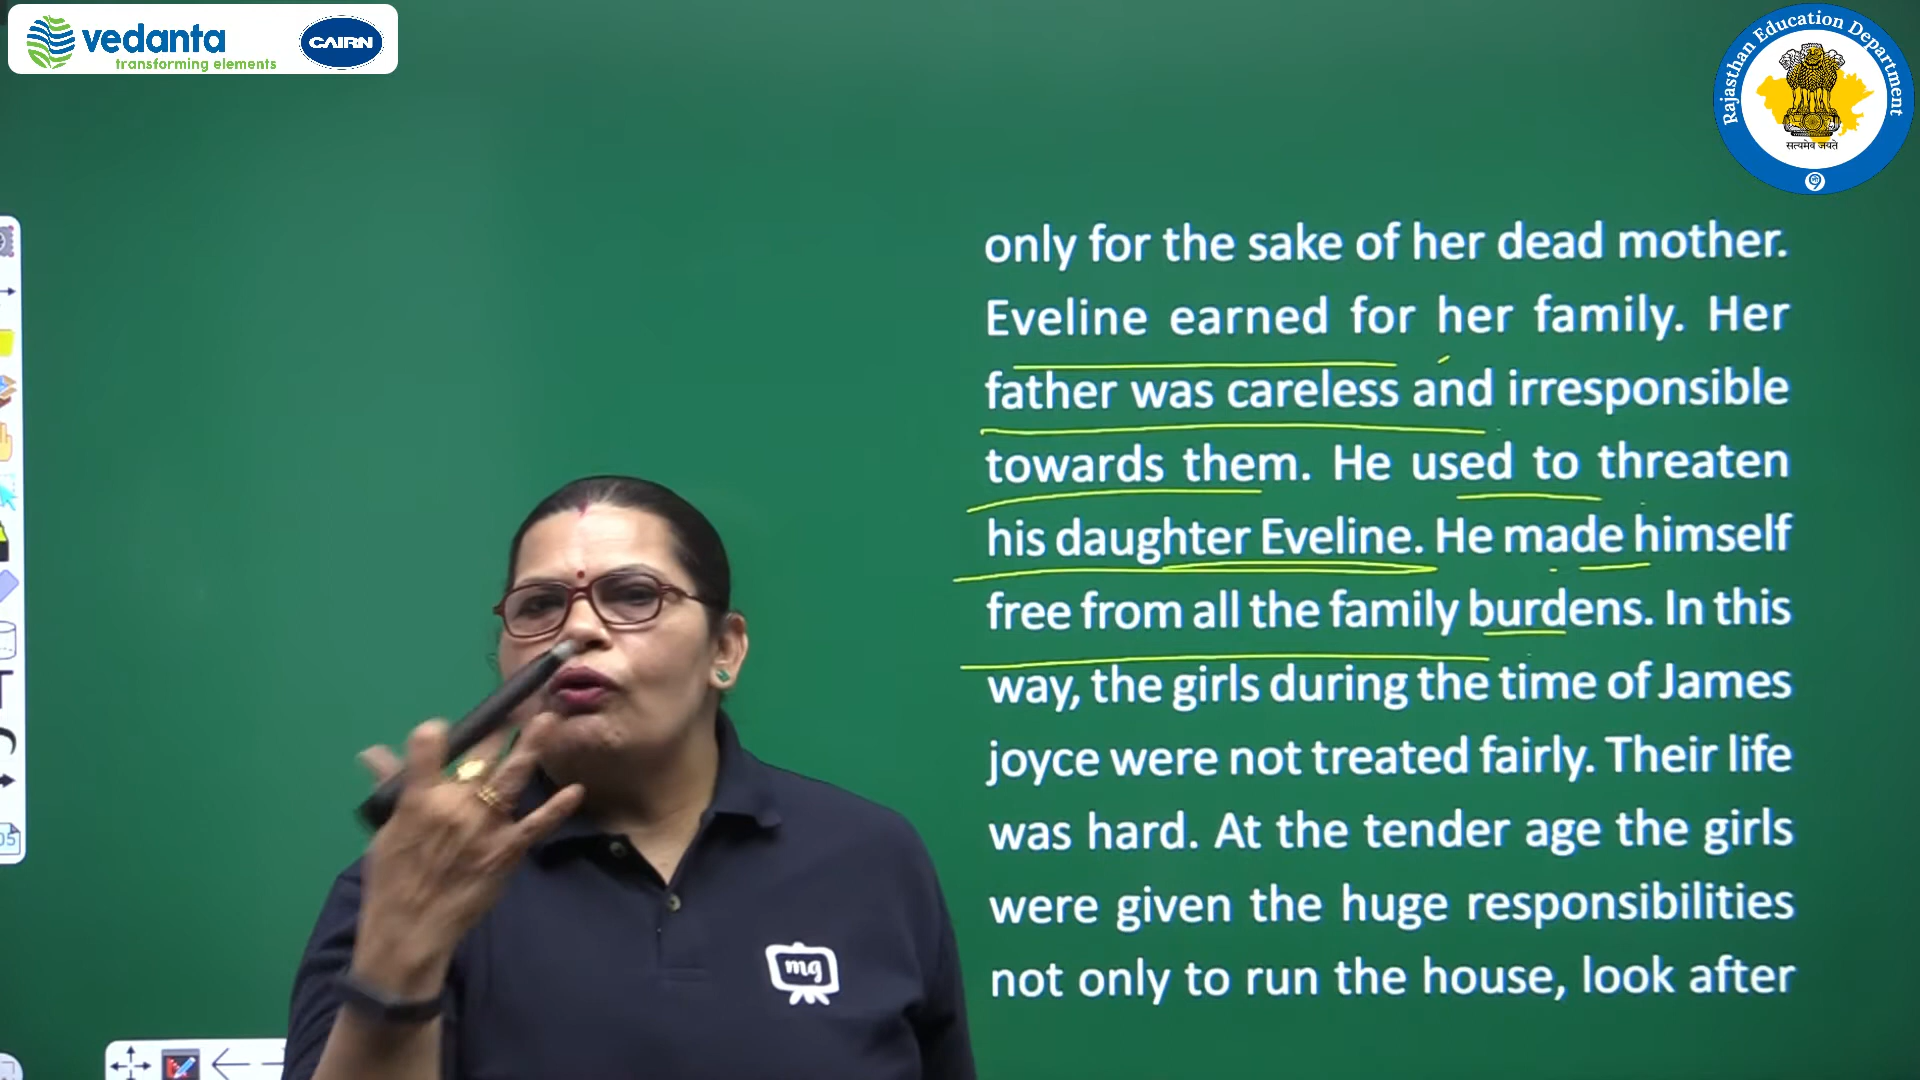 vedanta
transforming elements
CAIRN
Rajasthan Education Department
सत्यमेव जयते
only for the sake of her dead mother.
Eveline earned for her family. Her
father was careless and irresponsible
towards them. He used to threaten
his daughter Eveline. He made himself
free from all the family burdens. In this
way, the girls during the time of James
joyce were not treated fairly. Their life
was hard. At the tender age the girls
were given the huge responsibilities
not only to run the house, look after
mg
05